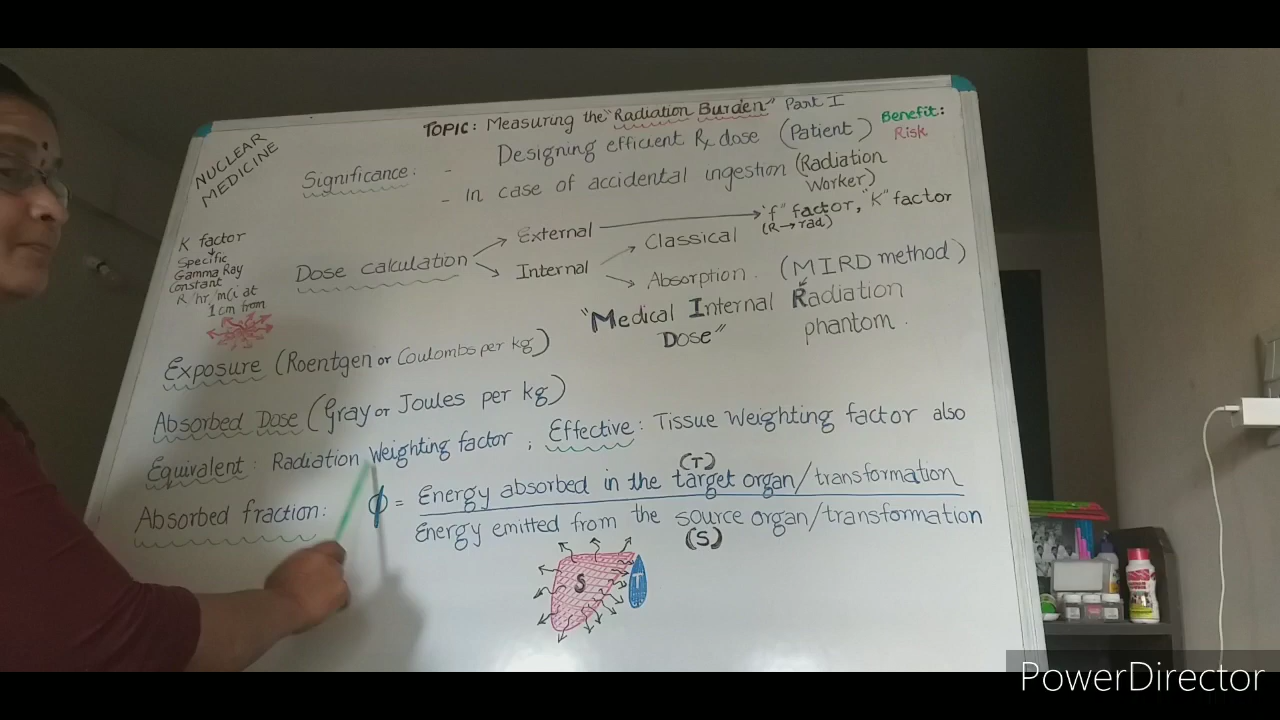 TOPIC: Measuring the "Radiation Burden" Part I
NUCLEAR
MEDICINE
Significance: - Designing efficient Rx dose (Patient)
Benefit:
Risk
- In case of accidental ingestion (Radiation
Worker)
K factor
↓
Specific
Gamma Ray
Constant
R/hr/mCi at
1cm from
Dose calculation
External → "f" factor, "K" factor
(R→rad)
Internal
Classical
Absorption. (MIRD method)
"Medical Internal Radiation
Dose" phantom.
Exposure (Roentgen or Coulombs per kg)
Absorbed Dose (Gray or Joules per kg)
Equivalent: Radiation Weighting factor ; Effective: Tissue Weighting factor also
Absorbed fraction: ϕ = Energy absorbed in the target organ/transformation
(T)
Energy emitted from the source organ/transformation
(S)
S
T
PowerDirector